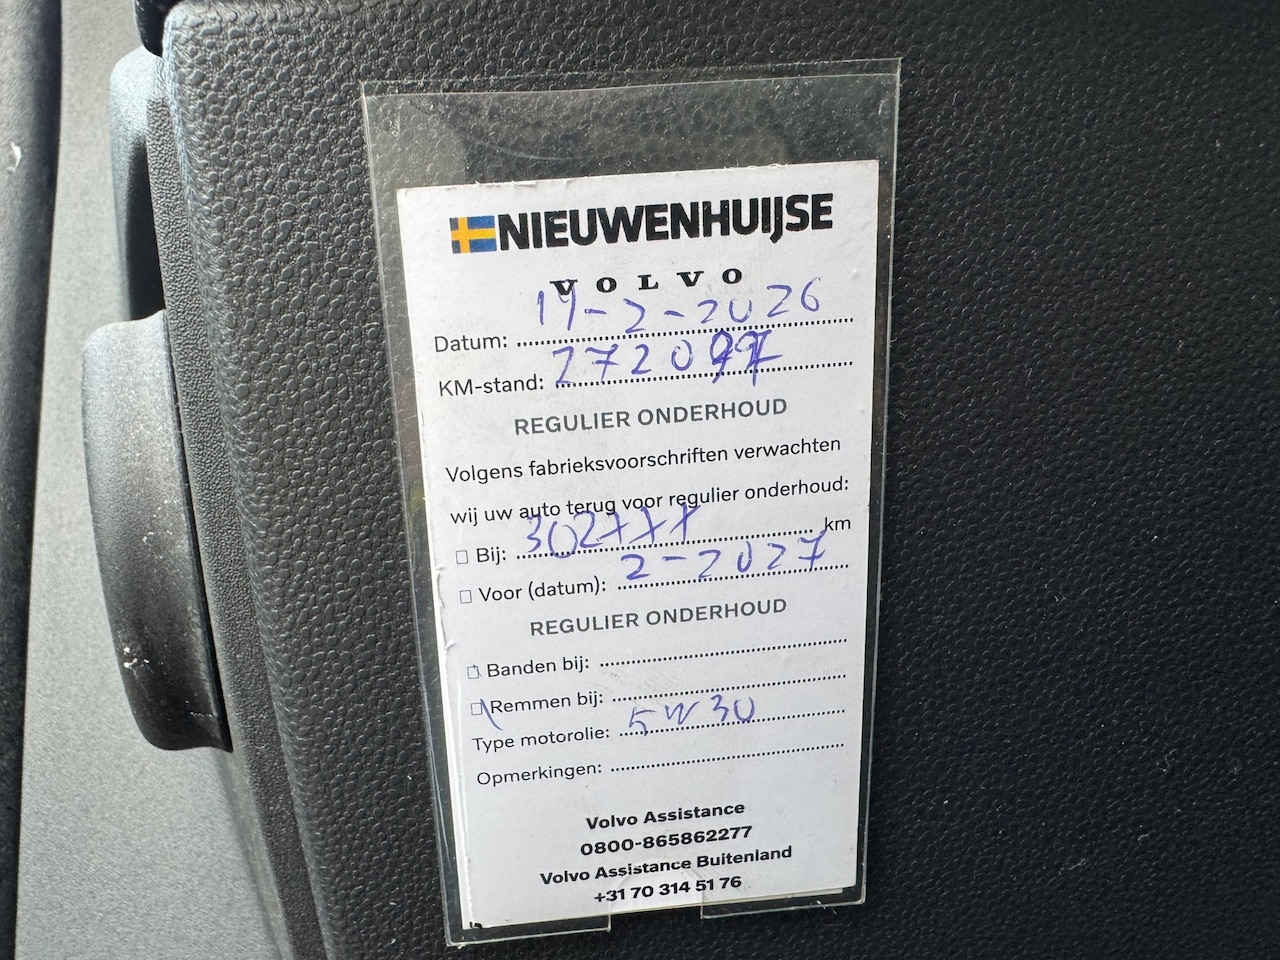 NIEUWENHUIJSE
VOLVO
Datum: 19-2-2026
KM-stand: 272097
REGULIER ONDERHOUD
Volgens fabrieksvoorschriften verwachten
wij uw auto terug voor regulier onderhoud:
Bij: 302xxx km
Voor (datum): 2-2027
REGULIER ONDERHOUD
Banden bij:
Remmen bij:
Type motorolie: 5W30
Opmerkingen:
Volvo Assistance
0800-865862277
Volvo Assistance Buitenland
+31 70 314 51 76